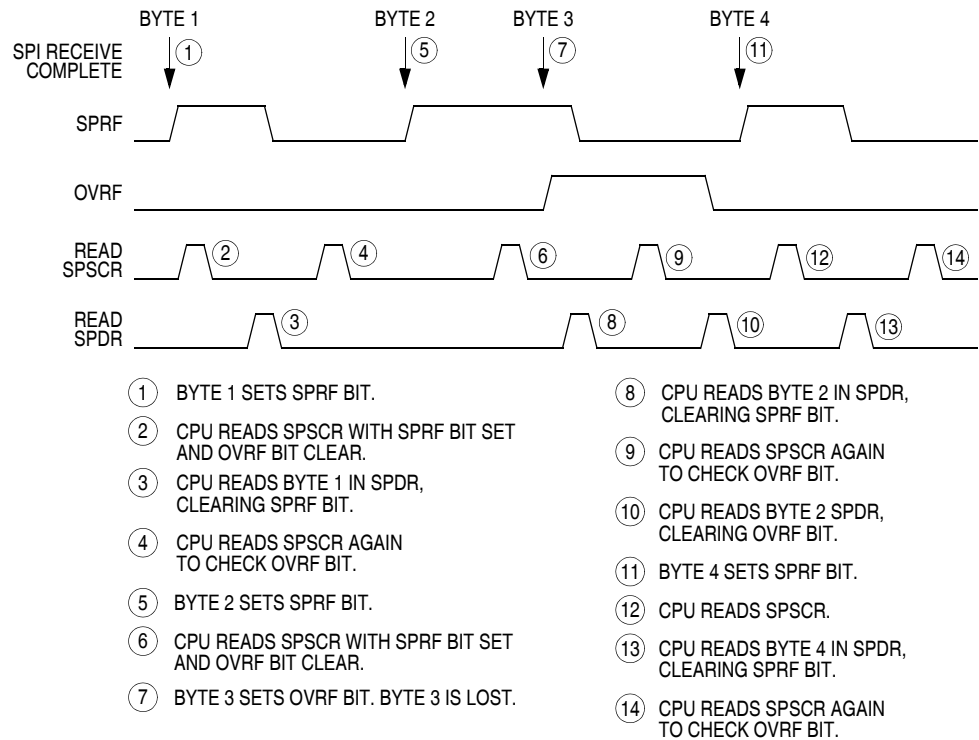 BYTE 1 BYTE 2 BYTE 3 BYTE 4
SPI RECEIVE
COMPLETE
1 5 7 11
SPRF
OVRF
READ
SPSCR
2 4 6 9 12 14
READ
SPDR
3 8 10 13
1 BYTE 1 SETS SPRF BIT.
2 CPU READS SPSCR WITH SPRF BIT SET
AND OVRF BIT CLEAR.
3 CPU READS BYTE 1 IN SPDR,
CLEARING SPRF BIT.
4 CPU READS SPSCR AGAIN
TO CHECK OVRF BIT.
5 BYTE 2 SETS SPRF BIT.
6 CPU READS SPSCR WITH SPRF BIT SET
AND OVRF BIT CLEAR.
7 BYTE 3 SETS OVRF BIT. BYTE 3 IS LOST.
8 CPU READS BYTE 2 IN SPDR,
CLEARING SPRF BIT.
9 CPU READS SPSCR AGAIN
TO CHECK OVRF BIT.
10 CPU READS BYTE 2 SPDR,
CLEARING OVRF BIT.
11 BYTE 4 SETS SPRF BIT.
12 CPU READS SPSCR.
13 CPU READS BYTE 4 IN SPDR,
CLEARING SPRF BIT.
14 CPU READS SPSCR AGAIN
TO CHECK OVRF BIT.